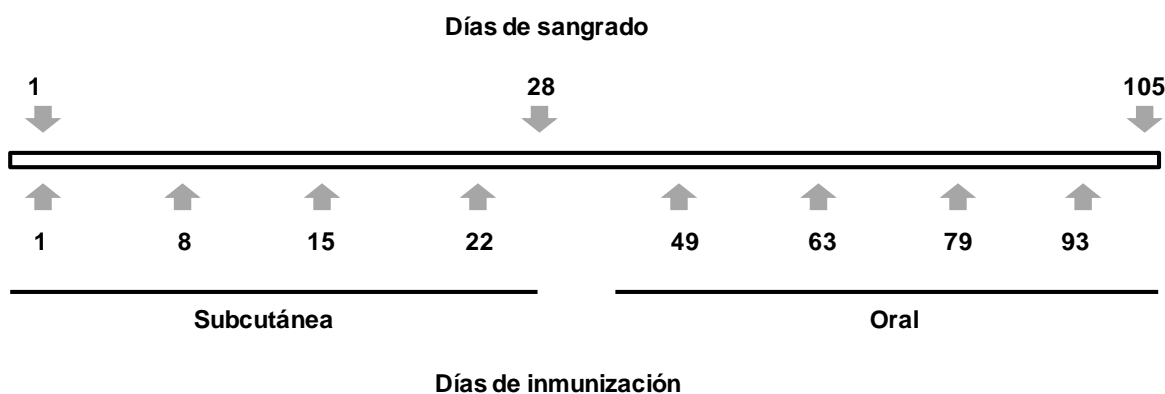 Días de sangrado
1 28 105
1 8 15 22 49 63 79 93
Subcutánea Oral
Días de inmunización